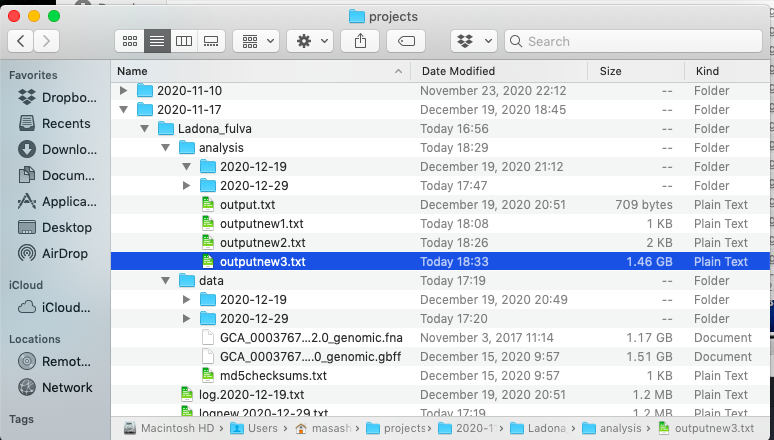 projects
Search
Favorites
Dropbo...
Recents
Downlo...
Docum...
Applica...
Desktop
AirDrop
iCloud
iCloud...
Locations
Remot...
Network
Tags
Name Date Modified Size Kind
2020-11-10 November 23, 2020 22:12 -- Folder
2020-11-17 December 19, 2020 18:45 -- Folder
Ladona_fulva Today 16:56 -- Folder
analysis Today 18:29 -- Folder
2020-12-19 December 19, 2020 21:12 -- Folder
2020-12-29 Today 17:47 -- Folder
output.txt December 19, 2020 20:51 709 bytes Plain Text
outputnew1.txt Today 18:08 1 KB Plain Text
outputnew2.txt Today 18:26 2 KB Plain Text
outputnew3.txt Today 18:33 1.46 GB Plain Text
data Today 17:19 -- Folder
2020-12-19 December 19, 2020 20:49 -- Folder
2020-12-29 Today 17:20 -- Folder
GCA_0003767...2.0_genomic.fna November 3, 2017 11:14 1.17 GB Document
GCA_0003767...0_genomic.gbff December 15, 2020 9:57 1.51 GB Document
md5checksums.txt December 15, 2020 9:57 1 KB Plain Text
log.2020-12-19.txt December 19, 2020 20:51 1.2 MB Plain Text
lognew.2020-12-29.txt Today 17:19 1.2 MB Plain Text
Macintosh HD Users masash projects 2020-1 Ladona analysis outputnew3.txt